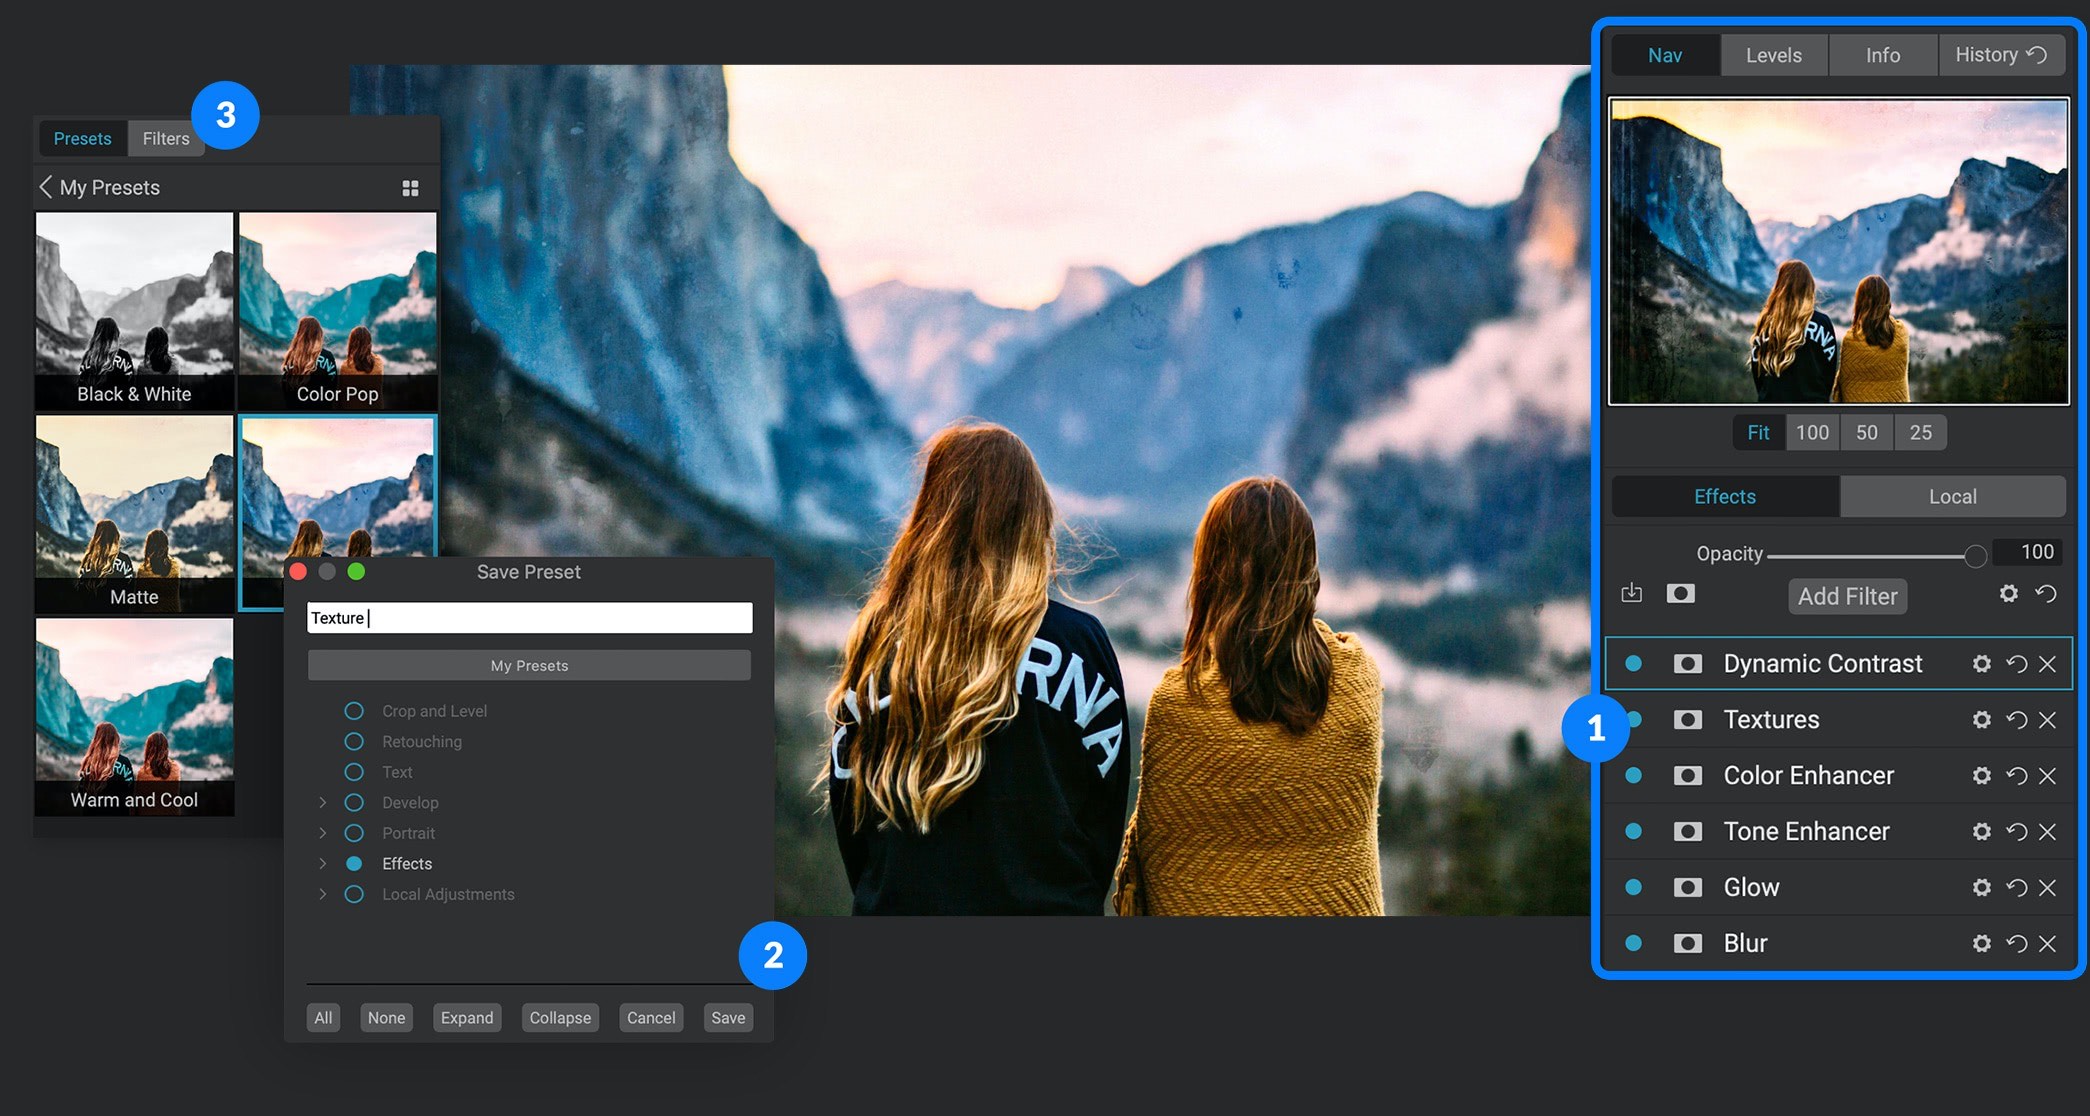 3
Presets
Filters
My Presets
Black & White
Color Pop
Matte
Warm and Cool
Save Preset
Texture
My Presets
Crop and Level
Retouching
Text
Develop
Portrait
Effects
Local Adjustments
2
All
None
Expand
Collapse
Cancel
Save
RNA
Nav
Levels
Info
History
RNA
Fit
100
50
25
Effects
Local
Opacity
100
Add Filter
Dynamic Contrast
1
Textures
Color Enhancer
Tone Enhancer
Glow
Blur